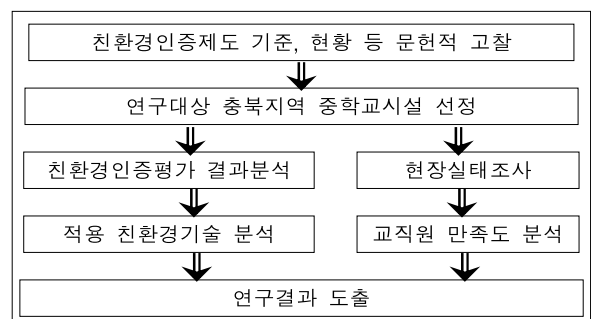 친환경인증제도 기준, 현황 등 문헌적 고찰
연구대상 충북지역 중학교시설 선정
친환경인증평가 결과분석
현장실태조사
적용 친환경기술 분석
교직원 만족도 분석
연구결과 도출